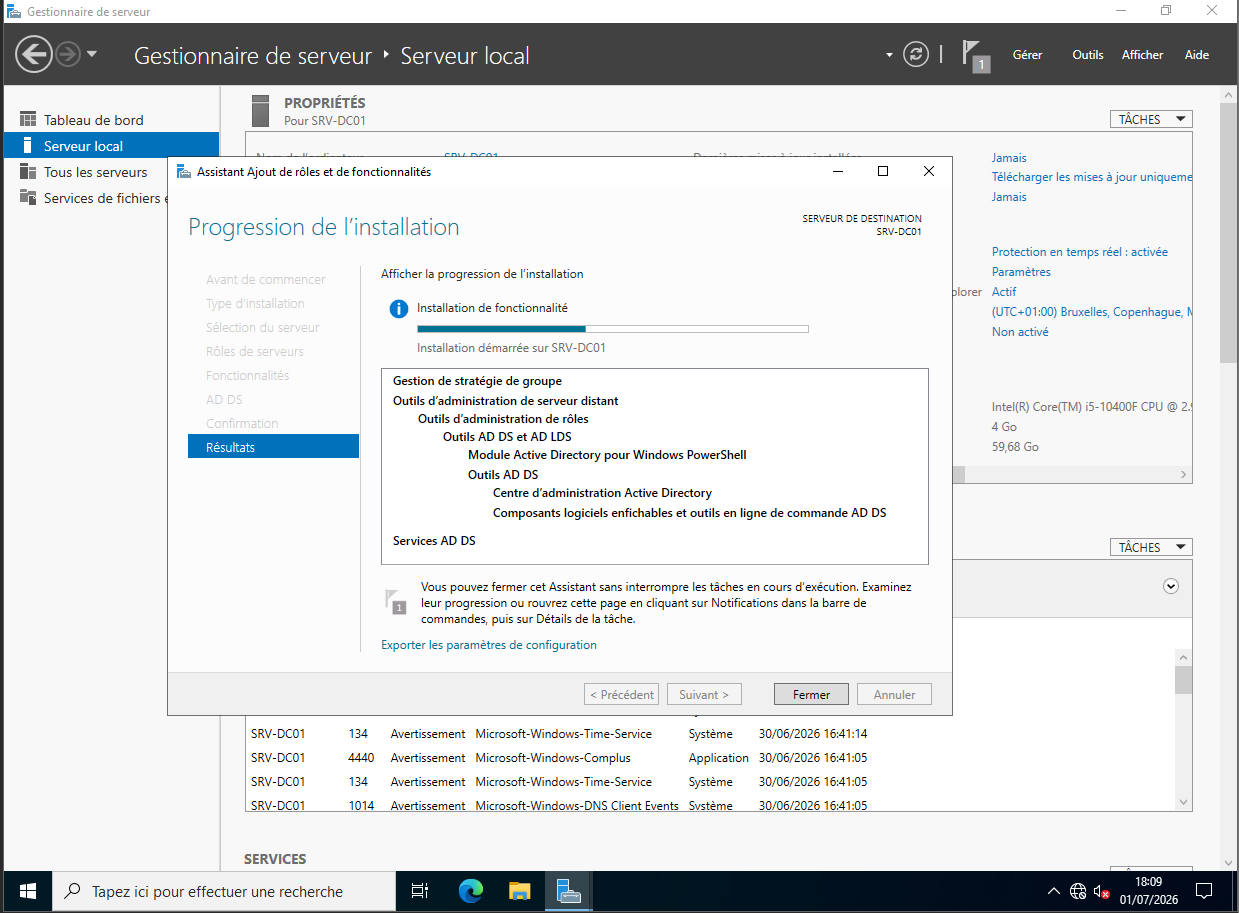 Gestionnaire de serveur
Gestionnaire de serveur ‣ Serveur local
1
Gérer
Outils
Afficher
Aide
Tableau de bord
Serveur local
Tous les serveurs
Services de fichiers e
PROPRIÉTÉS
Pour SRV-DC01
TÂCHES
SRV-DC01
Jamais
Télécharger les mises à jour uniqueme
Jamais
Protection en temps réel : activée
Paramètres
plorer Actif
(UTC+01:00) Bruxelles, Copenhague, M
Non activé
Intel(R) Core(TM) i5-10400F CPU @ 2.9
4 Go
59,68 Go
TÂCHES
Assistant Ajout de rôles et de fonctionnalités
Progression de l’installation
SERVEUR DE DESTINATION
SRV-DC01
Avant de commencer
Type d’installation
Sélection du serveur
Rôles de serveurs
Fonctionnalités
AD DS
Confirmation
Résultats
Afficher la progression de l’installation
Installation de fonctionnalité
Installation démarrée sur SRV-DC01
Gestion de stratégie de groupe
Outils d’administration de serveur distant
Outils d’administration de rôles
Outils AD DS et AD LDS
Module Active Directory pour Windows PowerShell
Outils AD DS
Centre d’administration Active Directory
Composants logiciels enfichables et outils en ligne de commande AD DS
Services AD DS
1
Vous pouvez fermer cet Assistant sans interrompre les tâches en cours d’exécution. Examinez
leur progression ou rouvrez cette page en cliquant sur Notifications dans la barre de
commandes, puis sur Détails de la tâche.
Exporter les paramètres de configuration
< Précédent
Suivant >
Fermer
Annuler
SRV-DC01 134 Avertissement Microsoft-Windows-Time-Service Système 30/06/2026 16:41:14
SRV-DC01 4440 Avertissement Microsoft-Windows-Complus Application 30/06/2026 16:41:05
SRV-DC01 134 Avertissement Microsoft-Windows-Time-Service Système 30/06/2026 16:41:05
SRV-DC01 1014 Avertissement Microsoft-Windows-DNS Client Events Système 30/06/2026 16:41:05
SERVICES
Tapez ici pour effectuer une recherche
18:09
01/07/2026